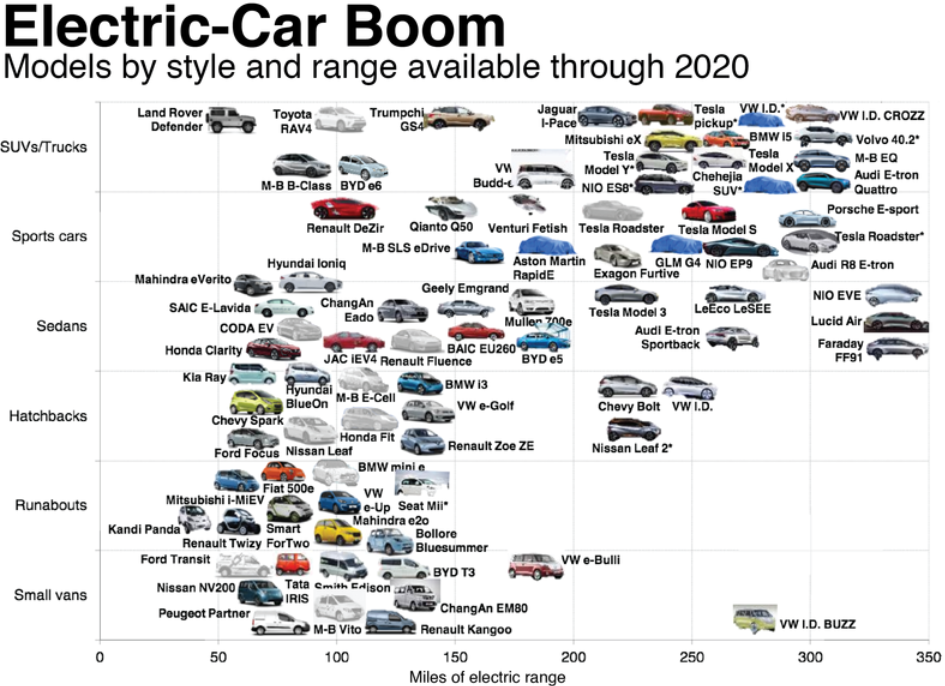 Electric-Car Boom
Models by style and range available through 2020
SUVs/Trucks
Land Rover
Defender
Toyota
RAV4
Trumpchi
GS4
Jaguar
I-Pace
Tesla
pickup*
VW I.D.*
VW I.D. CROZZ
Mitsubishi eX
BMW i5
Volvo 40.2*
M-B B-Class
BYD e6
VW
Budd-e
Tesla
Model Y*
Tesla
Model X
M-B EQ
NIO ES8*
Chehejia
SUV*
Audi E-tron
Quattro
Sports cars
Renault DeZir
Qianto Q50
Venturi Fetish
Tesla Roadster
Tesla Model S
Porsche E-sport
M-B SLS eDrive
Aston Martin
RapidE
Exagon Furtive
GLM G4
NIO EP9
Tesla Roadster*
Audi R8 E-tron
Sedans
Mahindra eVerito
Hyundai Ioniq
SAIC E-Lavida
ChangAn
Eado
Geely Emgrand
Mullen 700e
Tesla Model 3
LeEco LeSEE
NIO EVE
CODA EV
Lucid Air
Honda Clarity
JAC iEV4
Renault Fluence
BAIC EU260
BYD e5
Audi E-tron
Sportback
Faraday
FF91
Hatchbacks
Kia Ray
Hyundai
BlueOn
M-B E-Cell
BMW i3
Chevy Bolt
VW I.D.
Chevy Spark
VW e-Golf
Ford Focus
Nissan Leaf
Honda Fit
Renault Zoe ZE
Nissan Leaf 2*
Runabouts
Mitsubishi i-MiEV
Fiat 500e
BMW mini e
VW
e-Up
Seat Mii*
Kandi Panda
Renault Twizy
Smart
ForTwo
Mahindra e2o
Bollore
Bluesummer
Small vans
Ford Transit
Tata
IRIS
Smith Edison
BYD T3
VW e-Bulli
Nissan NV200
ChangAn EM80
Peugeot Partner
M-B Vito
Renault Kangoo
VW I.D. BUZZ
0 50 100 150 200 250 300 350
Miles of electric range